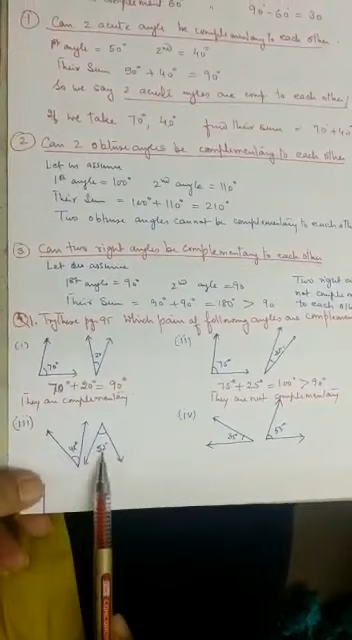 90°-60° = 30
① Can 2 acute angle be complementary to each other.
1st angle = 50° 2nd = 40°
Their Sum 50° + 40° = 90°
So we say 2 acute angles are comp to each other
If we take 70°, 40° find their sum = 70+40
② Can 2 obtuse angles be complementary to each other
Let us assume
1st angle = 100° 2nd angle = 110°
Their Sum = 100° + 110° = 210°
Two obtuse angles cannot be complementary to each oth
③ Can two right angles be complementary to each other
Let us assume
1st angle = 90° 2nd angle = 90 Two right
Their Sum = 90° + 90° = 180° > 90 not comple
to each oth
Q1. Try these pg-95 Which pair of following angles are complemen
(i) (ii)
70° 20° 75° 25°
70° + 20° = 90° 75° + 25° = 100° > 90°
They are complementary They are not complementary
(iii) (iv)